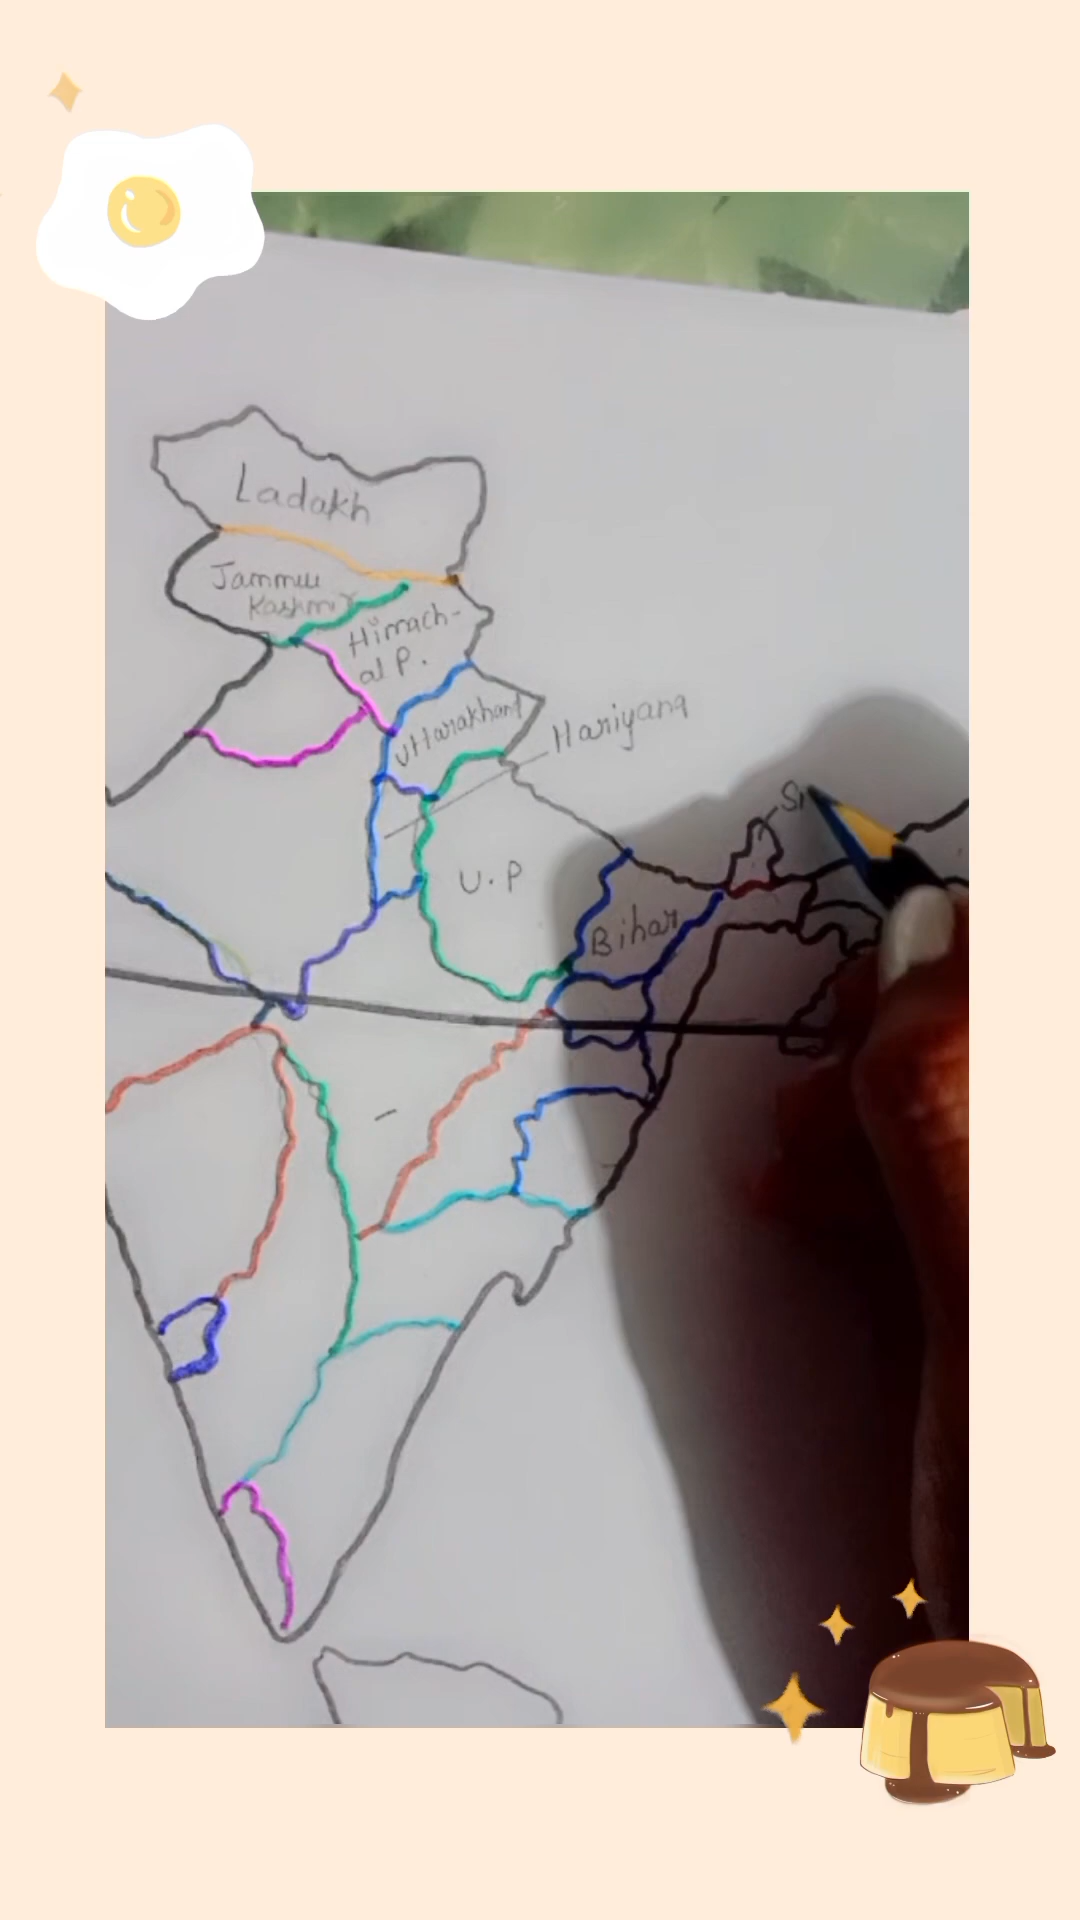 Ladakh
Jammu
Kashmir
Himach-
al P.
Uttarakhand
Hariyana
U.P
Bihar